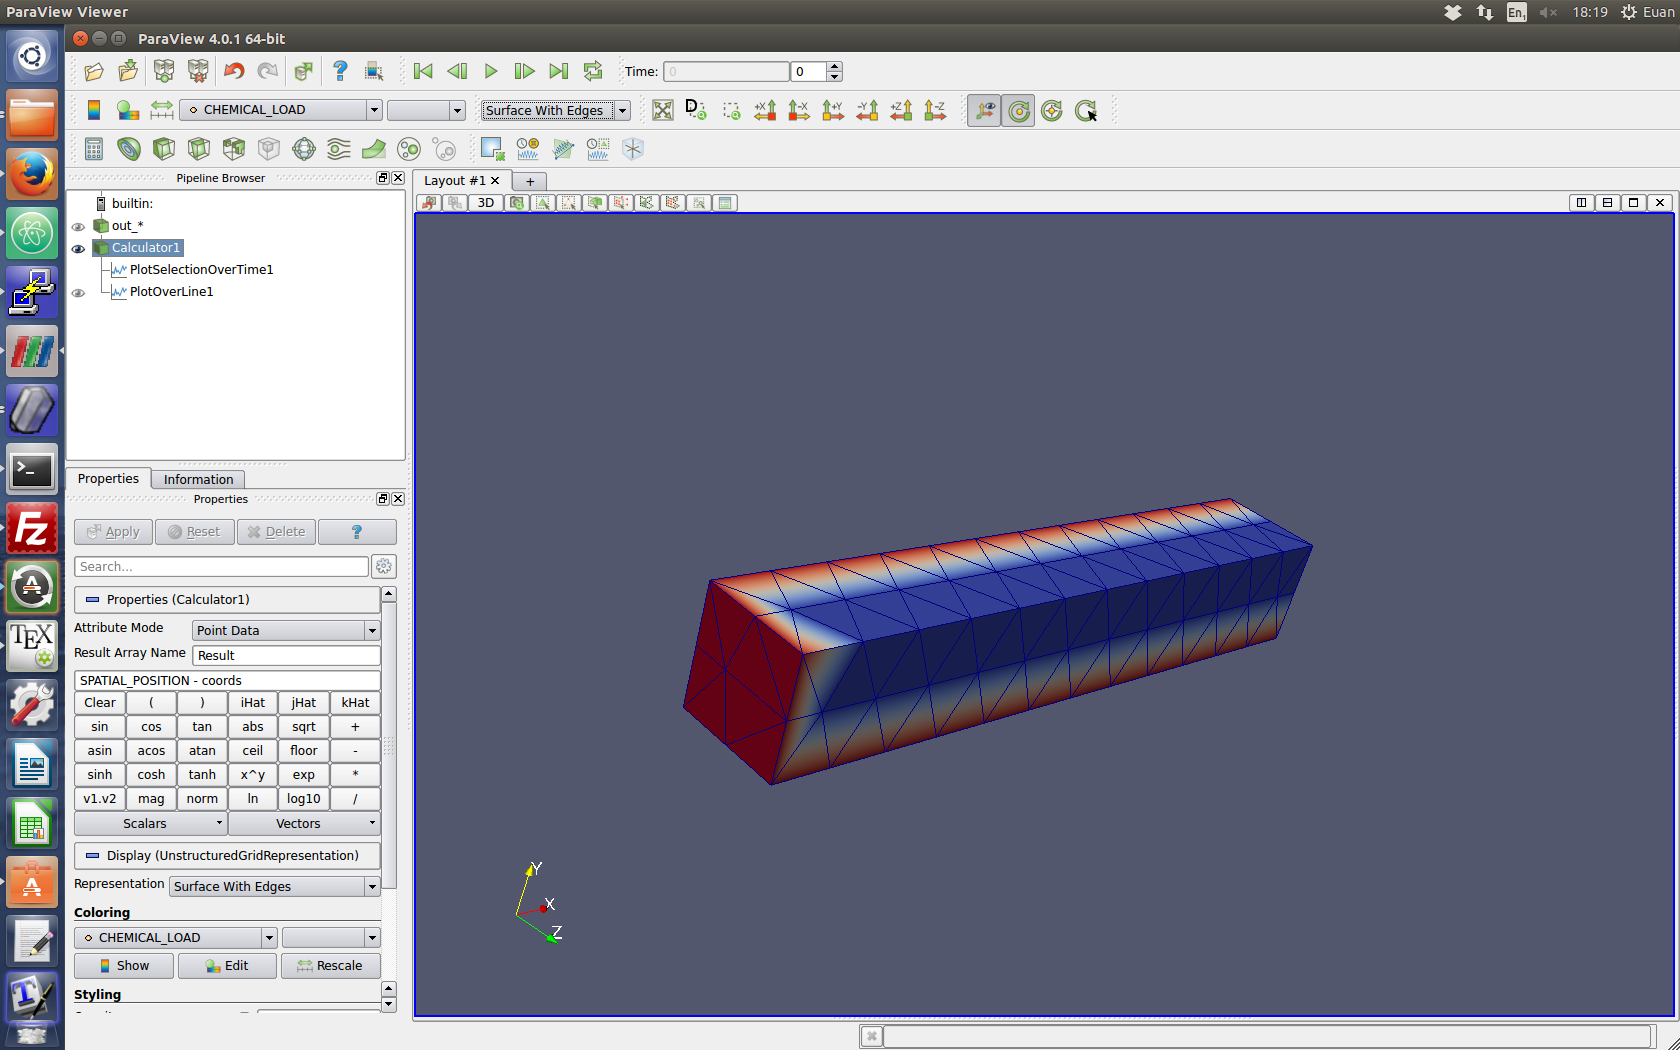 ParaView Viewer
En1
18:19
Euan
ParaView 4.0.1 64-bit
Time:
0
0
CHEMICAL_LOAD
Surface With Edges
D
+X
-X
+Y
-Y
+Z
-Z
Pipeline Browser
Layout #1
+
3D
builtin:
out_*
Calculator1
PlotSelectionOverTime1
PlotOverLine1
Properties
Information
Properties
Apply
Reset
Delete
?
Search...
Properties (Calculator1)
Attribute Mode
Point Data
Result Array Name
Result
SPATIAL_POSITION - coords
Clear ( ) iHat jHat kHat
sin cos tan abs sqrt +
asin acos atan ceil floor -
sinh cosh tanh x^y exp *
v1.v2 mag norm ln log10 /
Scalars
Vectors
Display (UnstructuredGridRepresentation)
Representation
Surface With Edges
Coloring
CHEMICAL_LOAD
Show
Edit
Rescale
Styling
Y
X
Z
Fz
A
TEX
A
T